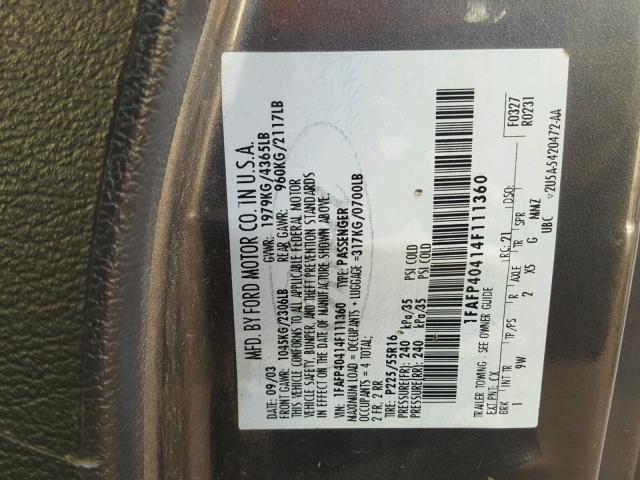 MFD. BY FORD MOTOR CO. IN U.S.A.
DATE: 09/03 GVWR: 1979KG/4365LB
FRONT GAWR: 1045KG/2306LB REAR GAWR: 960KG/2117LB
THIS VEHICLE CONFORMS TO ALL APPLICABLE FEDERAL MOTOR
VEHICLE SAFETY, BUMPER, AND THEFT PREVENTION STANDARDS
IN EFFECT ON THE DATE OF MANUFACTURE SHOWN ABOVE.
VIN: 1FAFP40414F111360 TYPE: PASSENGER
MAXIMUM LOAD = OCCUPANTS + LUGGAGE = 317KG/0700LB
OCCUPANTS = 4 TOTAL:
2 FR, 2 RR
TIRE: P225/55R16
PRESSURE(FR): 240 kPa/35 PSI COLD
PRESSURE(RR): 240 kPa/35 PSI COLD
1FAFP40414F111360
TRAILER TOWING - SEE OWNER GUIDE
EXT PNT: CX RC: 21 DSO: F0327
R0231
BRK INT TR TP/PS R AXLE TR SPR
1 9W 2 X5 G MMZ
UBC V2U5A-5420472-AA